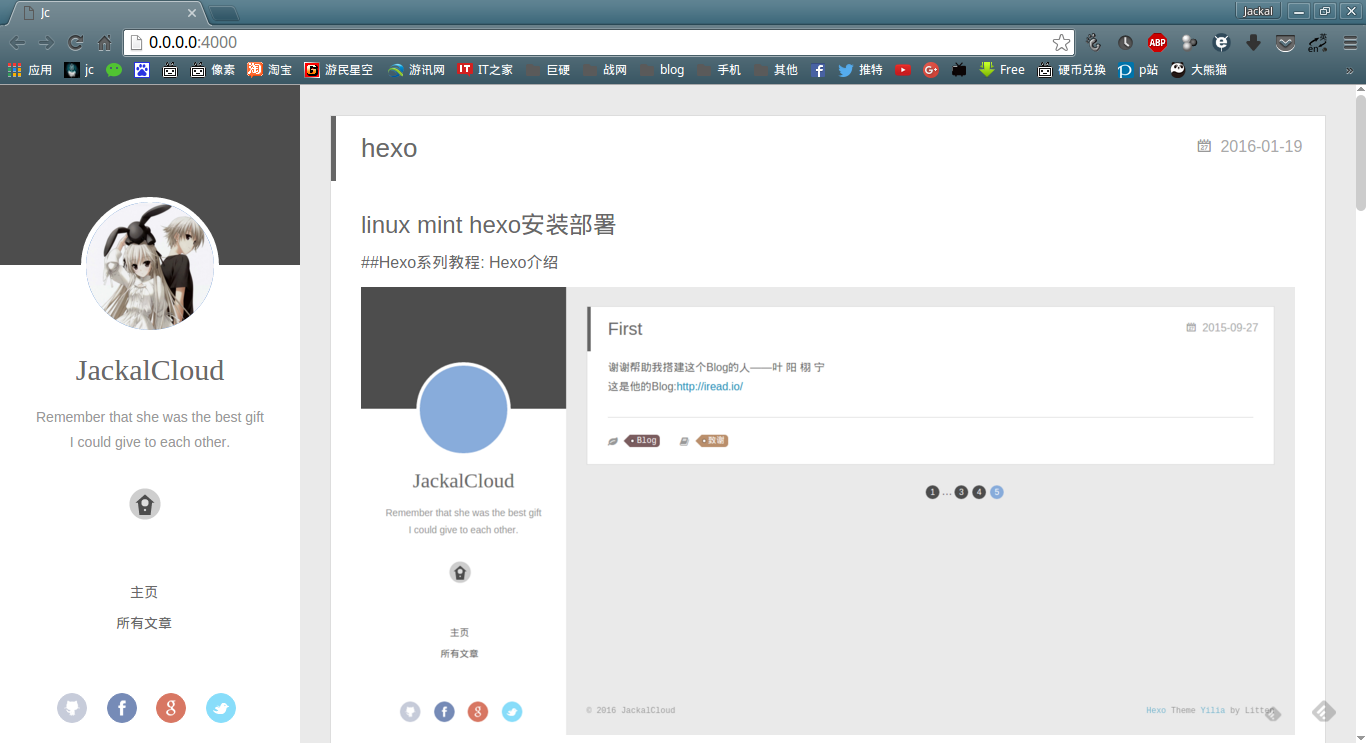 Jc
Jackal
0.0.0.0:4000
ABP
英
en
应用
jc
像素
淘
淘宝
G
游民星空
游讯网
IT
IT之家
巨硬
战网
blog
手机
其他
f
推特
G+
Free
硬币兑换
p站
大熊猫
»
hexo
2016-01-19
linux mint hexo安装部署
##Hexo系列教程: Hexo介绍
JackalCloud
Remember that she was the best gift
I could give to each other.
主页
所有文章
f
g
First
2015-09-27
谢谢帮助我搭建这个Blog的人——叶 阳 栩 宁
这是他的Blog:http://iread.io/
• Blog
• 致谢
1 ... 3 4 5
JackalCloud
Remember that she was the best gift
I could give to each other.
主页
所有文章
f
g
© 2016 JackalCloud
Hexo Theme Yilia by Litten